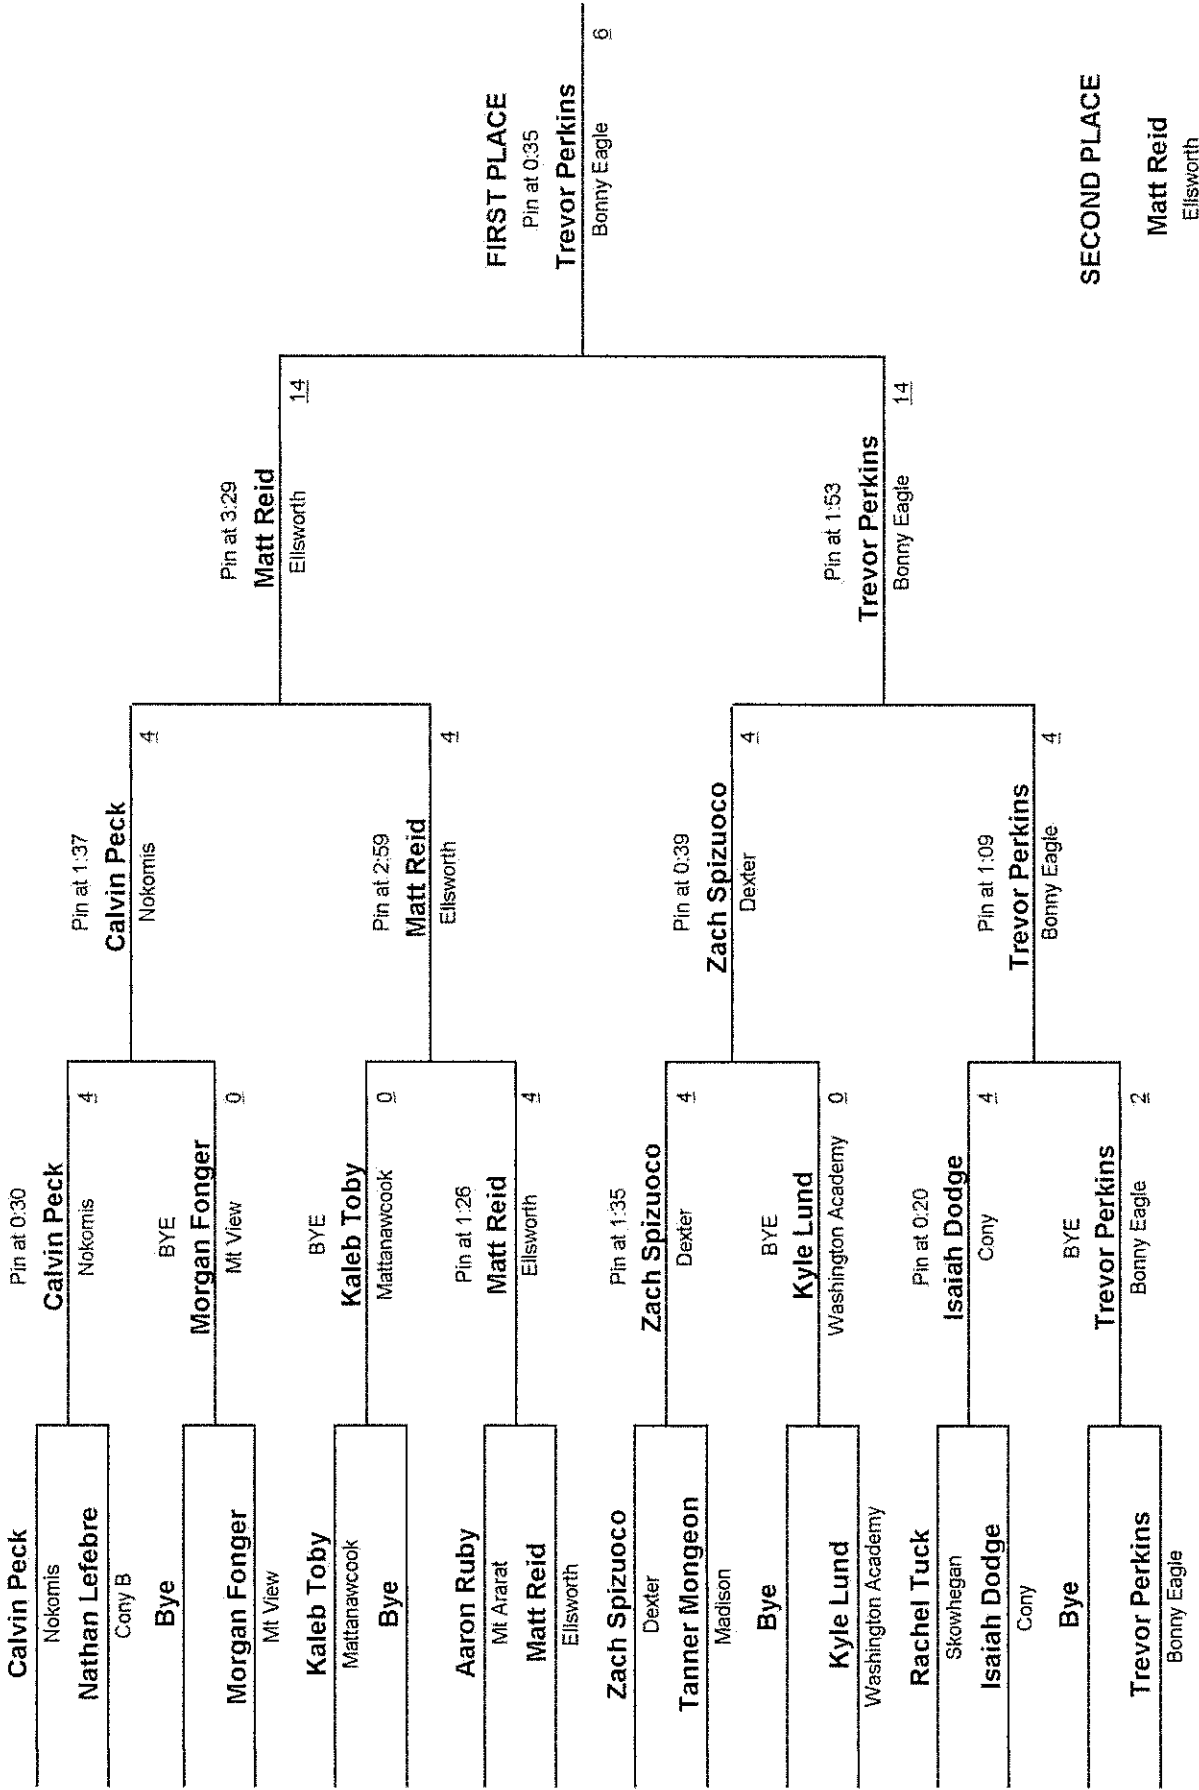 Calvin Peck
Nokomis
Nathan Lefebre
Cony B
Bye
Morgan Fonger
Mt View
Kaleb Toby
Mattanawcook
Bye
Aaron Ruby
Mt Ararat
Matt Reid
Ellsworth
Zach Spizuoco
Dexter
Tanner Mongeon
Madison
Bye
Kyle Lund
Washington Academy
Rachel Tuck
Skowhegan
Isaiah Dodge
Cony
Bye
Trevor Perkins
Bonny Eagle
Pin at 0:30
Calvin Peck
Nokomis
4
BYE
Morgan Fonger
Mt View
0
BYE
Kaleb Toby
Mattanawcook
0
Pin at 1:26
Matt Reid
Ellsworth
4
Pin at 1:35
Zach Spizuoco
Dexter
4
BYE
Kyle Lund
Washington Academy
0
Pin at 0:20
Isaiah Dodge
Cony
4
BYE
Trevor Perkins
Bonny Eagle
2
Pin at 1:37
Calvin Peck
Nokomis
4
Pin at 2:59
Matt Reid
Ellsworth
4
Pin at 0:39
Zach Spizuoco
Dexter
4
Pin at 1:09
Trevor Perkins
Bonny Eagle
4
Pin at 3:29
Matt Reid
Ellsworth
14
Pin at 1:53
Trevor Perkins
Bonny Eagle
14
FIRST PLACE
Pin at 0:35
Trevor Perkins
Bonny Eagle
6
SECOND PLACE
Matt Reid
Ellsworth